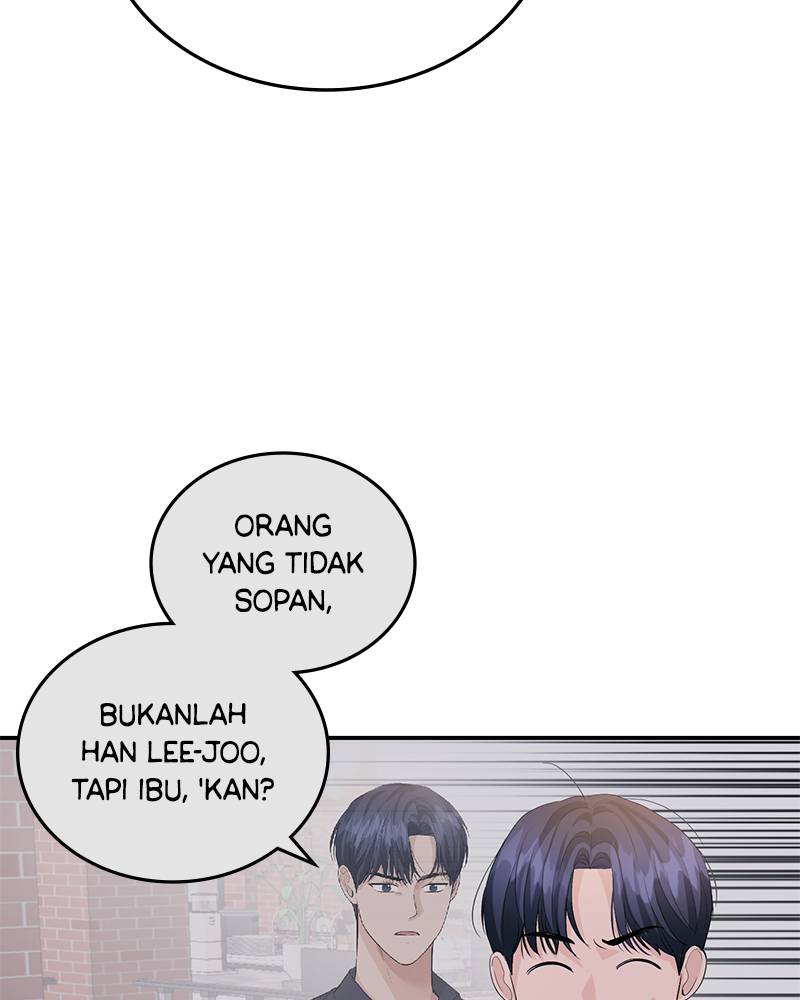 ORANG
YANG TIDAK
SOPAN,
BUKANLAH
HAN LEE-JOO,
TAPI IBU, 'KAN?